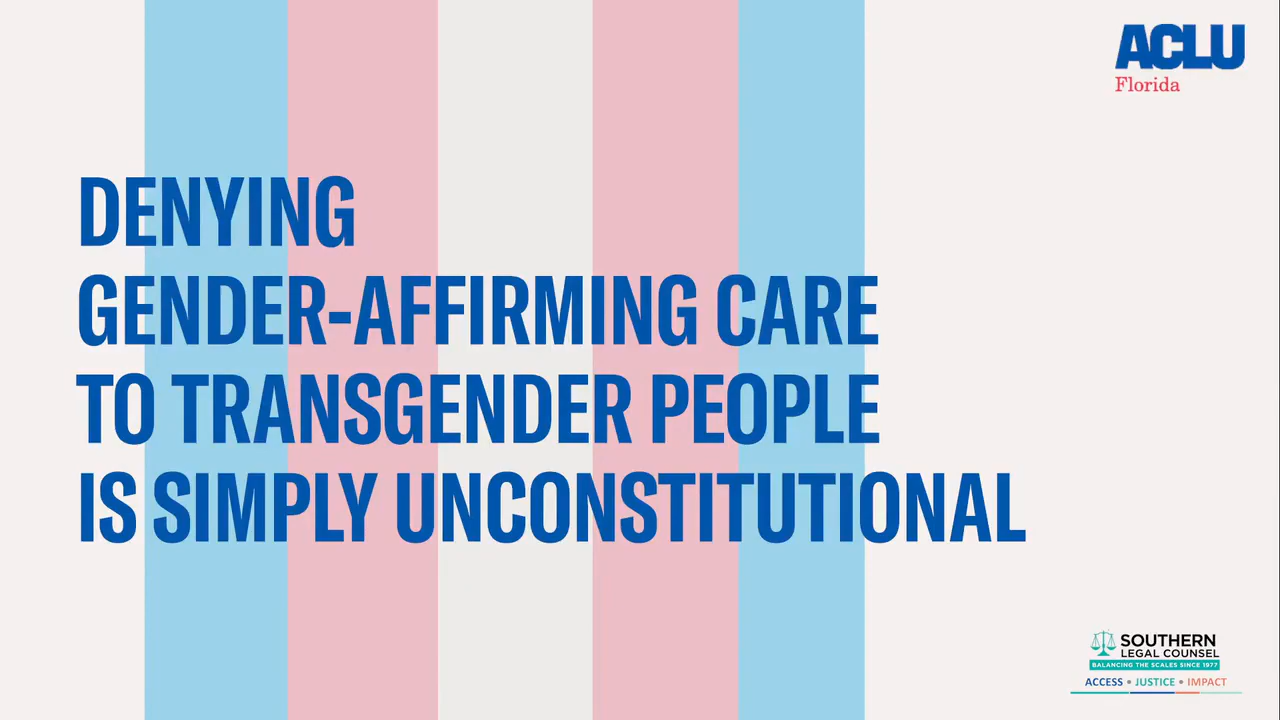 ACLU
Florida
DENYING
GENDER-AFFIRMING CARE
TO TRANSGENDER PEOPLE
IS SIMPLY UNCONSTITUTIONAL
SOUTHERN
LEGAL COUNSEL
BALANCING THE SCALES SINCE 1977
ACCESS • JUSTICE • IMPACT